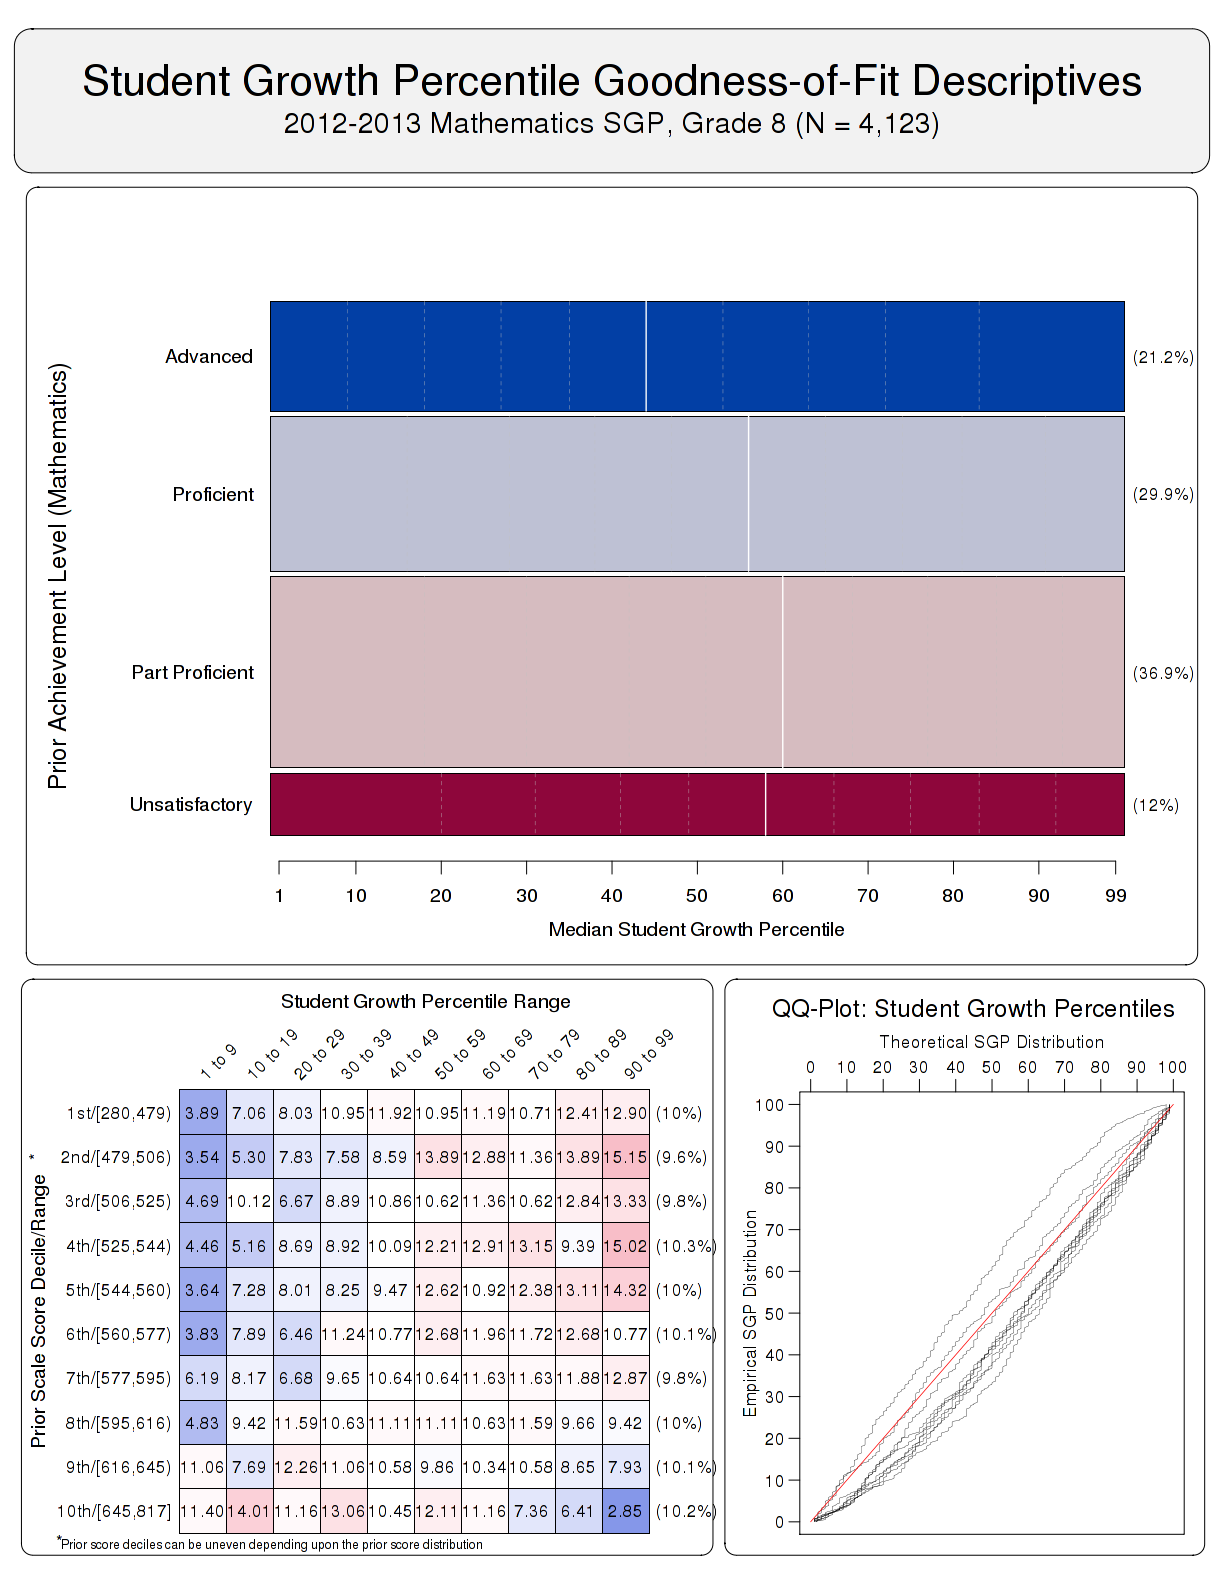 Student Growth Percentile Goodness-of-Fit Descriptives
2012-2013 Mathematics SGP, Grade 8 (N = 4,123)
Prior Achievement Level (Mathematics)
Advanced (21.2%)
Proficient (29.9%)
Part Proficient (36.9%)
Unsatisfactory (12%)
1 10 20 30 40 50 60 70 80 90 99
Median Student Growth Percentile
Student Growth Percentile Range
1 to 9 10 to 19 20 to 29 30 to 39 40 to 49 50 to 59 60 to 69 70 to 79 80 to 89 90 to 99
Prior Scale Score Decile/Range *
1st/[280,479) 3.89 7.06 8.03 10.95 11.92 10.95 11.19 10.71 12.41 12.90 (10%)
2nd/[479,506) 3.54 5.30 7.83 7.58 8.59 13.89 12.88 11.36 13.89 15.15 (9.6%)
3rd/[506,525) 4.69 10.12 6.67 8.89 10.86 10.62 11.36 10.62 12.84 13.33 (9.8%)
4th/[525,544) 4.46 5.16 8.69 8.92 10.09 12.21 12.91 13.15 9.39 15.02 (10.3%)
5th/[544,560) 3.64 7.28 8.01 8.25 9.47 12.62 10.92 12.38 13.11 14.32 (10%)
6th/[560,577) 3.83 7.89 6.46 11.24 10.77 12.68 11.96 11.72 12.68 10.77 (10.1%)
7th/[577,595) 6.19 8.17 6.68 9.65 10.64 10.64 11.63 11.63 11.88 12.87 (9.8%)
8th/[595,616) 4.83 9.42 11.59 10.63 11.11 11.11 10.63 11.59 9.66 9.42 (10%)
9th/[616,645) 11.06 7.69 12.26 11.06 10.58 9.86 10.34 10.58 8.65 7.93 (10.1%)
10th/[645,817] 11.40 14.01 11.16 13.06 10.45 12.11 11.16 7.36 6.41 2.85 (10.2%)
*Prior score deciles can be uneven depending upon the prior score distribution
QQ-Plot: Student Growth Percentiles
Theoretical SGP Distribution
0 10 20 30 40 50 60 70 80 90 100
Empirical SGP Distribution
100
90
80
70
60
50
40
30
20
10
0